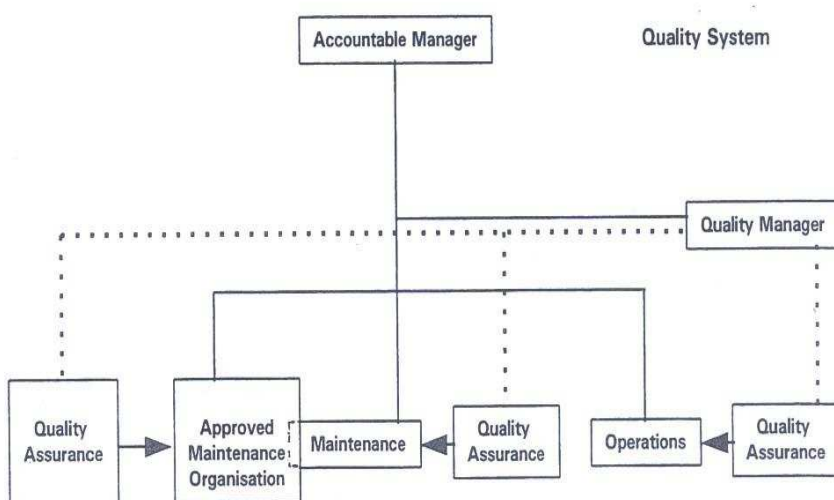 Accountable Manager
Quality System
Quality Manager
Quality
Assurance
Approved
Maintenance
Organisation
Maintenance
Quality
Assurance
Operations
Quality
Assurance